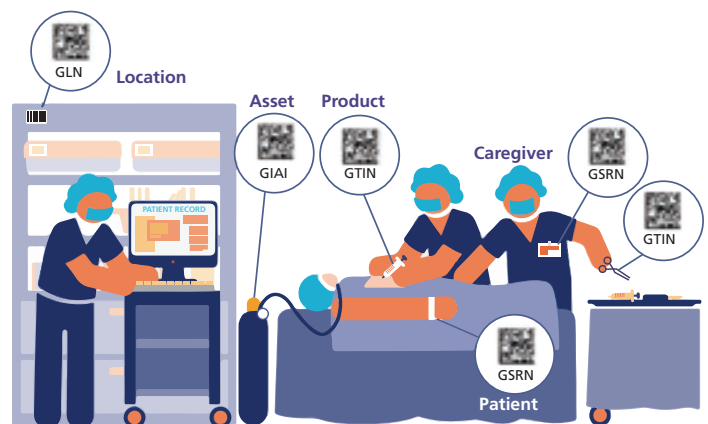 GLN
Location
Asset
Product
GIAI
GTIN
Caregiver
GSRN
GTIN
PATIENT RECORD
GSRN
Patient